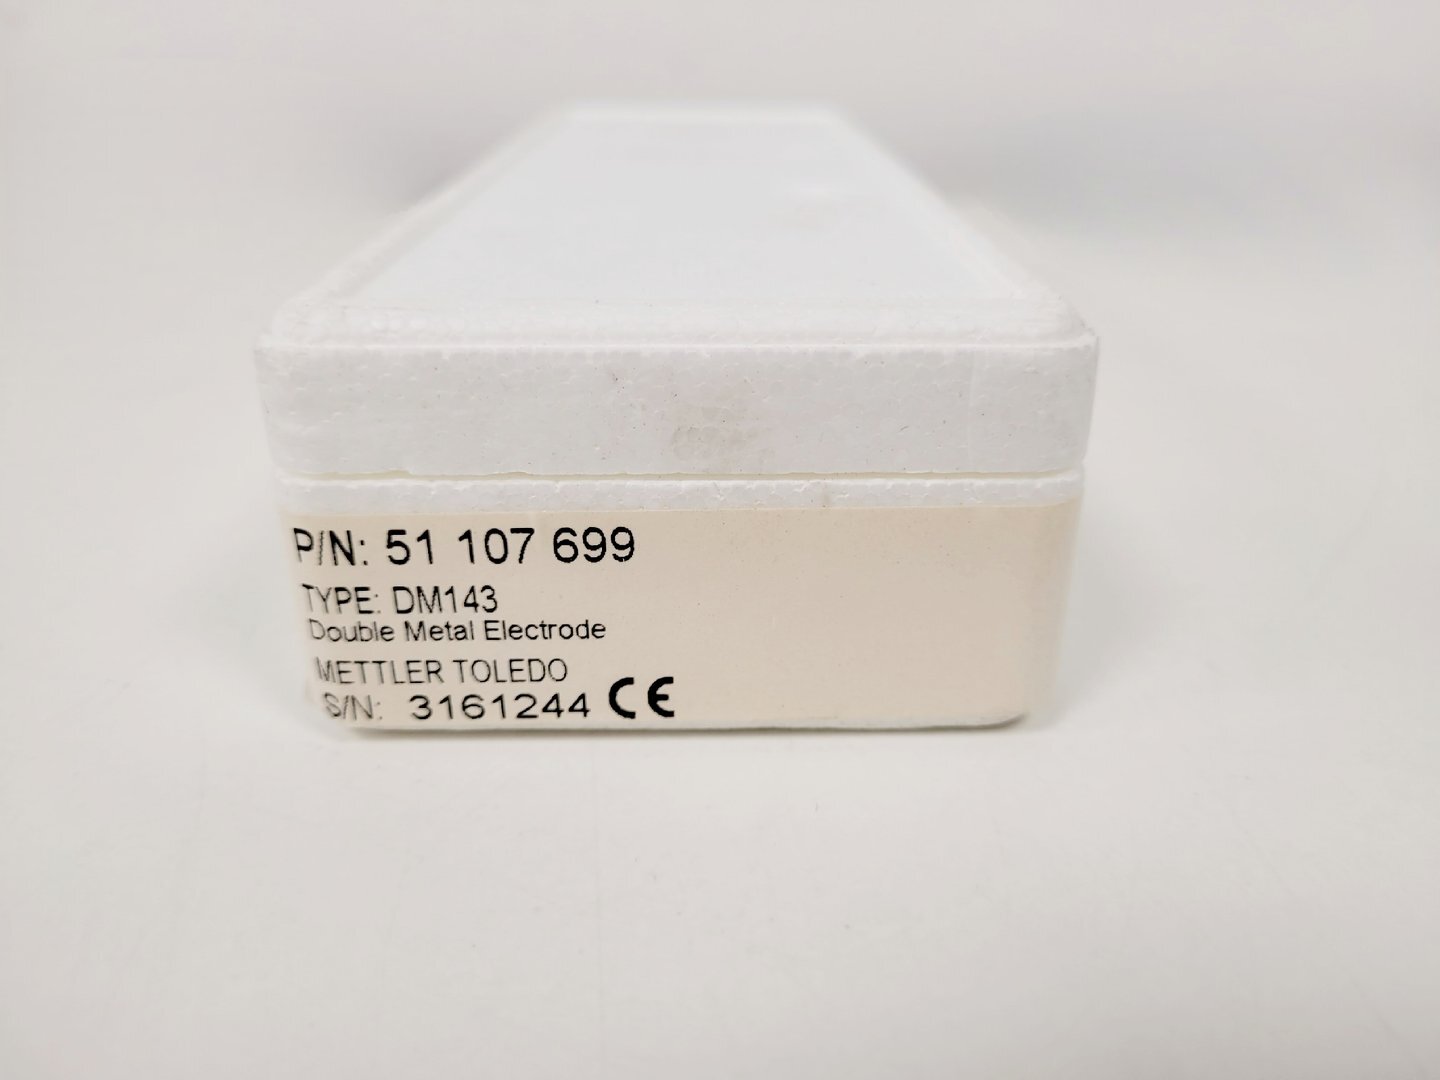 P/N: 51 107 699
TYPE: DM143
Double Metal Electrode
METTLER TOLEDO
S/N: 3161244 CE